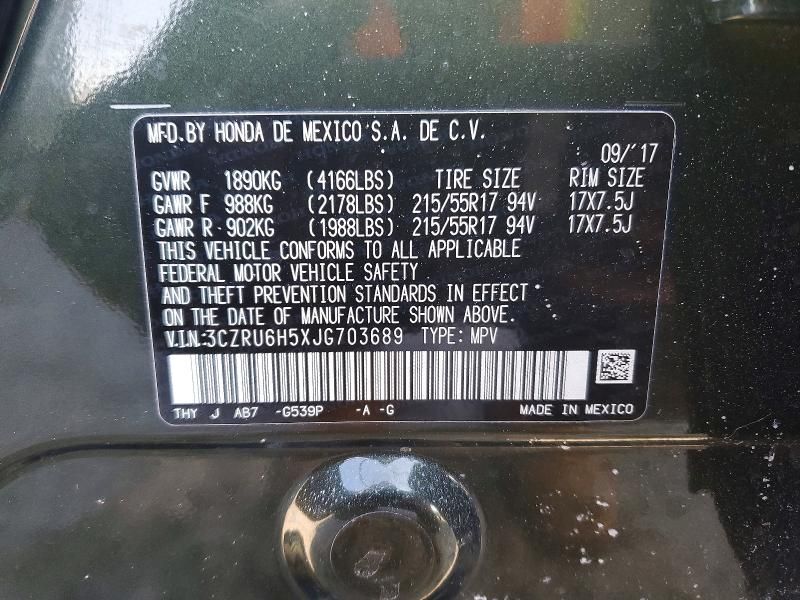 MFD.BY HONDA DE MEXICO S.A. DE C.V.
09/'17
GVWR 1890KG (4166LBS) TIRE SIZE RIM SIZE
GAWR F 988KG (2178LBS) 215/55R17 94V 17X7.5J
GAWR R 902KG (1988LBS) 215/55R17 94V 17X7.5J
THIS VEHICLE CONFORMS TO ALL APPLICABLE
FEDERAL MOTOR VEHICLE SAFETY
AND THEFT PREVENTION STANDARDS IN EFFECT
ON THE DATE OF MANUFACTURE SHOWN ABOVE.
V.I.N:3CZRU6H5XJG703689 TYPE: MPV
THY J AB7 -G539P -A -G MADE IN MEXICO